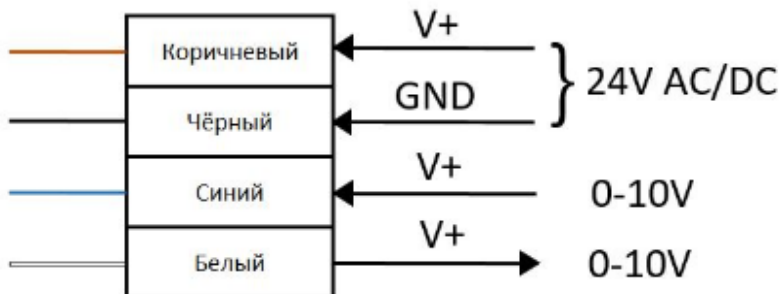 Коричневый V+
Чёрный GND 24V AC/DC
Синий V+ 0-10V
Белый V+ 0-10V